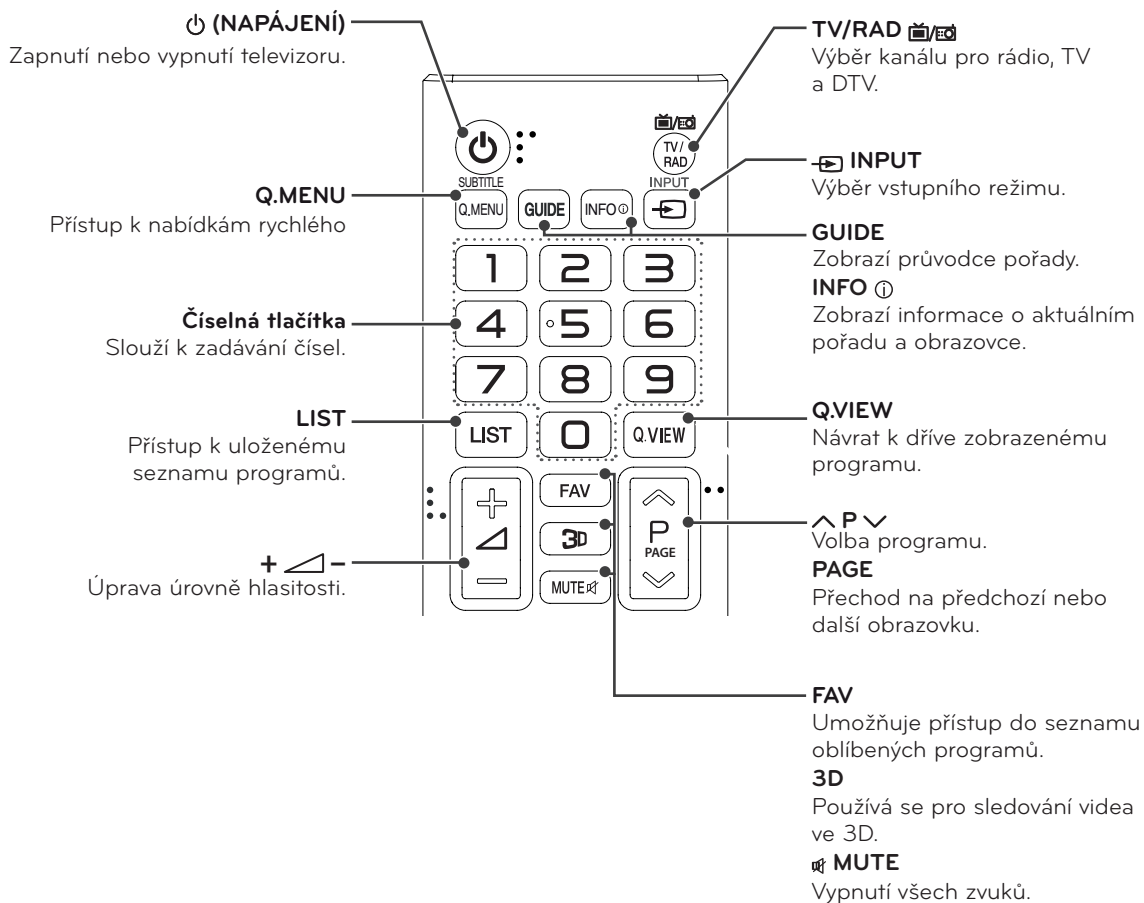 (NAPÁJENÍ)
Zapnutí nebo vypnutí televizoru.
Q.MENU
Přístup k nabídkám rychlého
Číselná tlačítka
Slouží k zadávání čísel.
LIST
Přístup k uloženému
seznamu programů.
+ –
Úprava úrovně hlasitosti.
TV/
RAD
SUBTITLE
INPUT
Q.MENU
GUIDE
INFO
1 2 3
4 5 6
7 8 9
LIST 0 Q.VIEW
+
FAV
3D
P
PAGE
MUTE
TV/RAD /
Výběr kanálu pro rádio, TV
a DTV.
INPUT
Výběr vstupního režimu.
GUIDE
Zobrazí průvodce pořady.
INFO
Zobrazí informace o aktuálním
pořadu a obrazovce.
Q.VIEW
Návrat k dříve zobrazenému
programu.
P
Volba programu.
PAGE
Přechod na předchozí nebo
další obrazovku.
FAV
Umožňuje přístup do seznamu
oblíbených programů.
3D
Používá se pro sledování videa
ve 3D.
MUTE
Vypnutí všech zvuků.